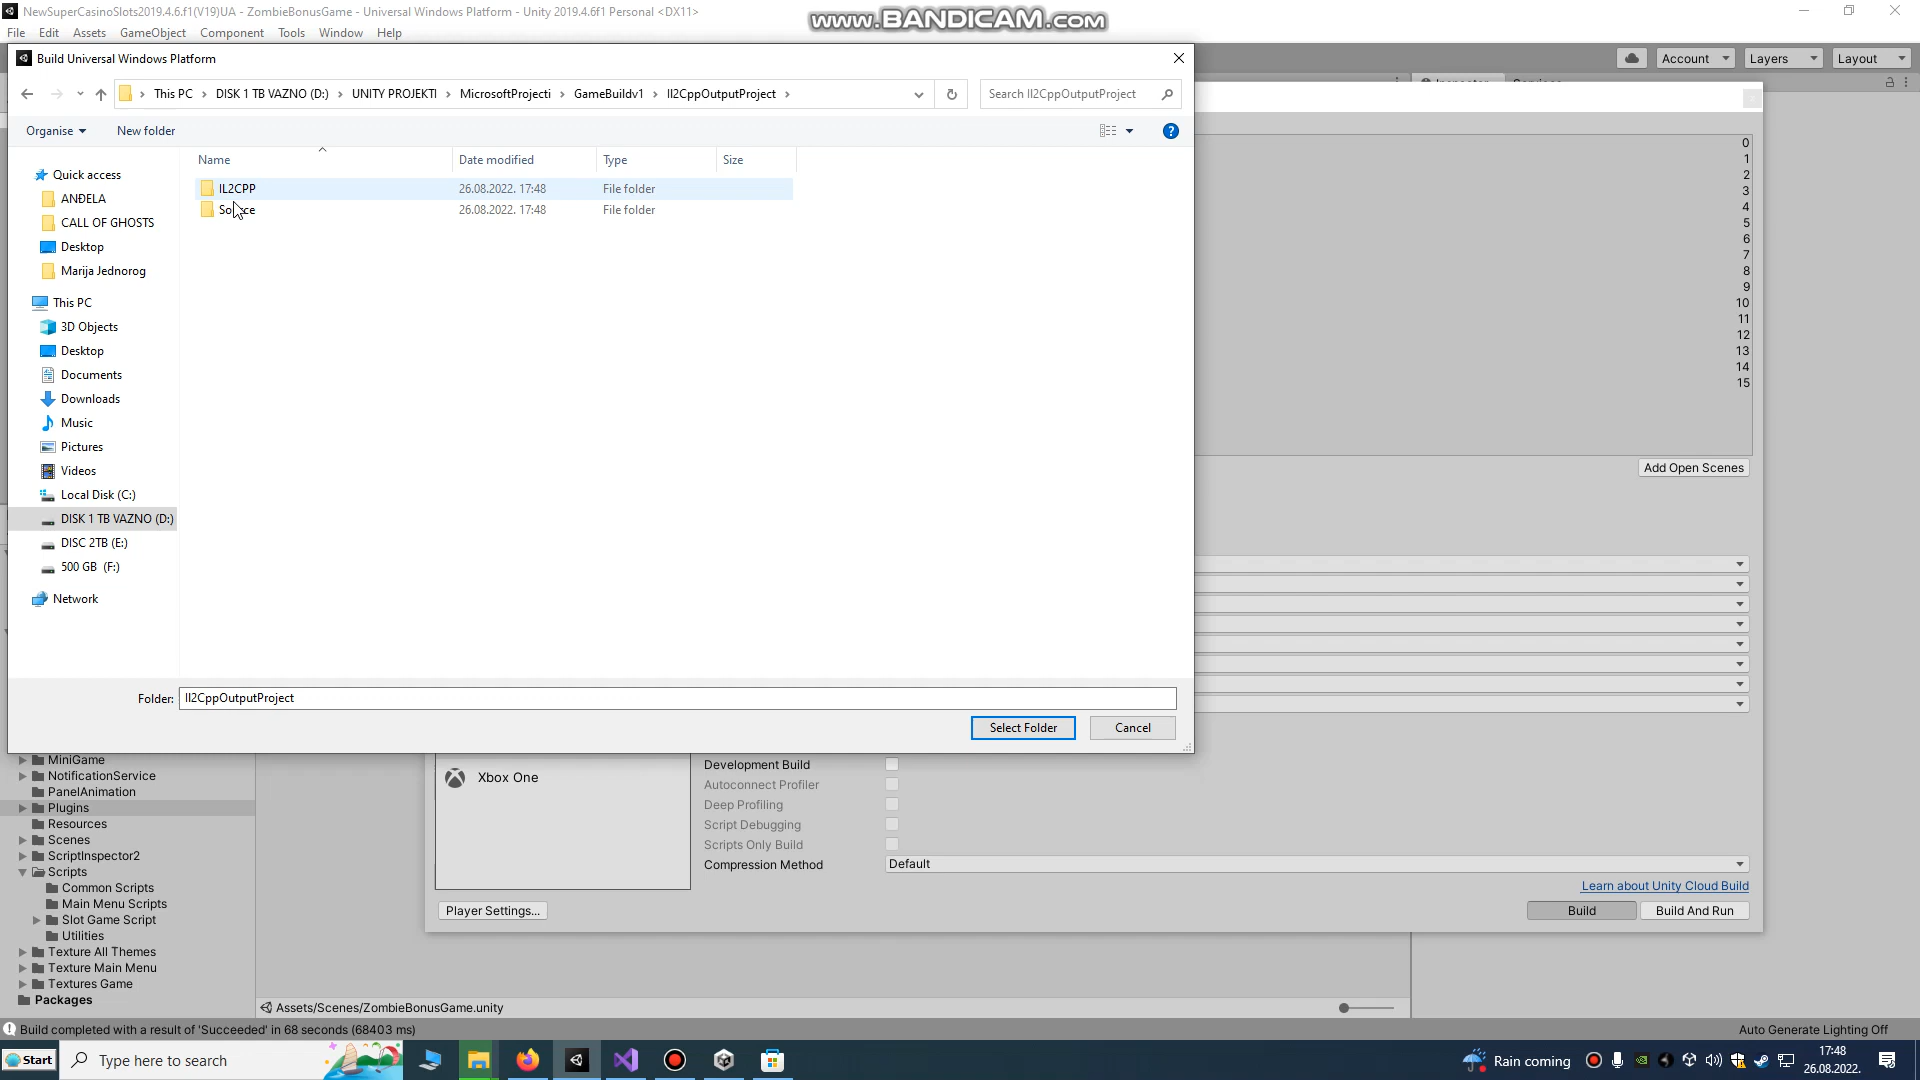 NewSuperCasinoSlots2019.4.6.f1(V19)UA - ZombieBonusGame - Universal Windows Platform - Unity 2019.4.6f1 Personal <DX11>
www.BANDICAM.com
File Edit Assets GameObject Component Tools Window Help
Build Universal Windows Platform
Account Layers Layout
This PC DISK 1 TB VAZNO (D:) UNITY PROJEKTI MicrosoftProjecti GameBuildv1 Il2CppOutputProject
Search Il2CppOutputProject
Organise New folder
Name Date modified Type Size
IL2CPP 26.08.2022. 17:48 File folder
26.08.2022. 17:48 File folder
Quick access
ANĐELA
CALL OF GHOSTS
Desktop
Marija Jednorog
This PC
3D Objects
Desktop
Documents
Downloads
Music
Pictures
Videos
Local Disk (C:)
DISK 1 TB VAZNO (D:)
DISC 2TB (E:)
500 GB (F:)
Network
0
1
2
3
4
5
6
7
8
9
10
11
12
13
14
15
Add Open Scenes
Folder: Il2CppOutputProject
Select Folder Cancel
MiniGame
NotificationService
PanelAnimation
Plugins
Resources
Scenes
ScriptInspector2
Scripts
Common Scripts
Main Menu Scripts
Slot Game Script
Utilities
Texture All Themes
Texture Main Menu
Textures Game
Packages
Xbox One
Development Build
Autoconnect Profiler
Deep Profiling
Script Debugging
Scripts Only Build
Compression Method Default
Learn about Unity Cloud Build
Player Settings... Build Build And Run
Assets/Scenes/ZombieBonusGame.unity
Build completed with a result of 'Succeeded' in 68 seconds (68403 ms)
Auto Generate Lighting Off
Start Type here to search
Rain coming
17:48
26.08.2022.